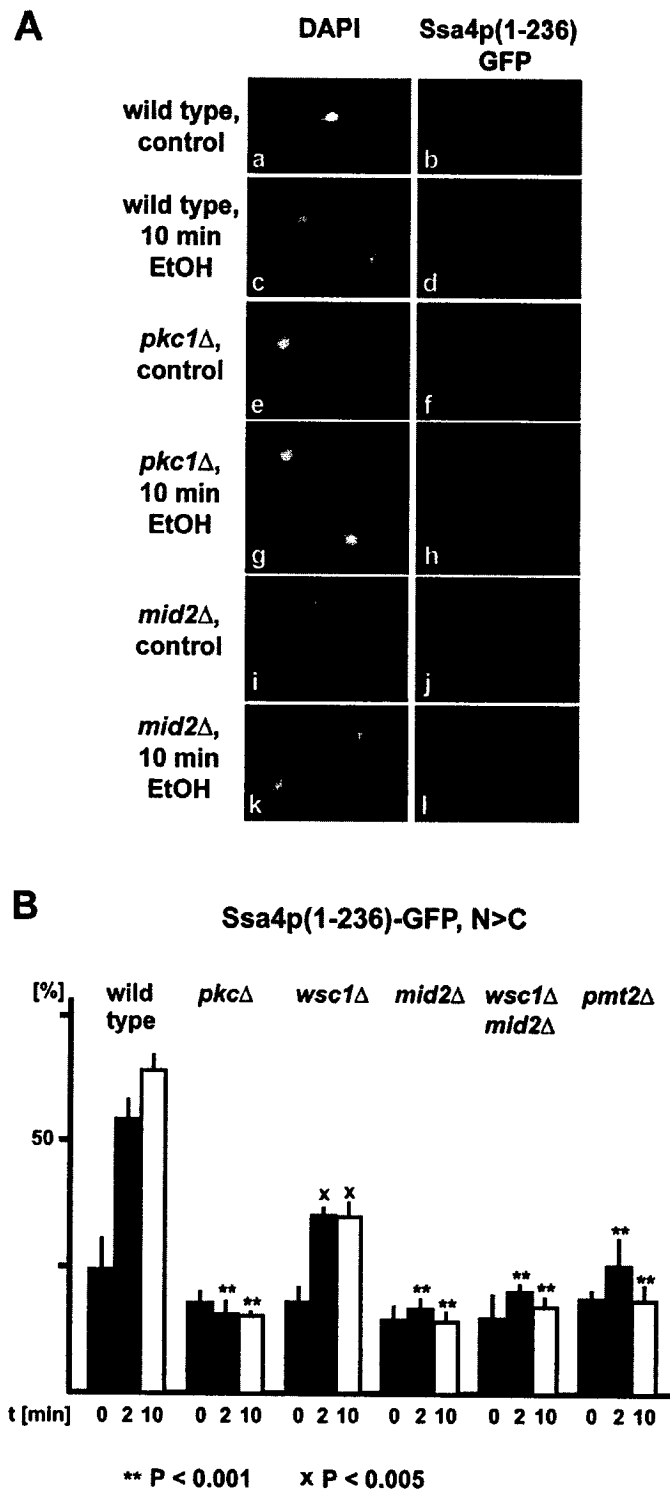 A
DAPI
Ssa4p(1-236)
GFP
wild type,
control
a
b
wild type,
10 min
EtOH
c
d
pkc1Δ,
control
e
f
pkc1Δ,
10 min
EtOH
g
h
mid2Δ,
control
i
j
mid2Δ,
10 min
EtOH
k
l
B
Ssa4p(1-236)-GFP, N>C
[%]
wild
type
pkcΔ
wsc1Δ
mid2Δ
wsc1Δ
mid2Δ
pmt2Δ
50
x x
** **
** **
** **
** **
t [min] 0 2 10 0 2 10 0 2 10 0 2 10 0 2 10 0 2 10
** P < 0.001 x P < 0.005